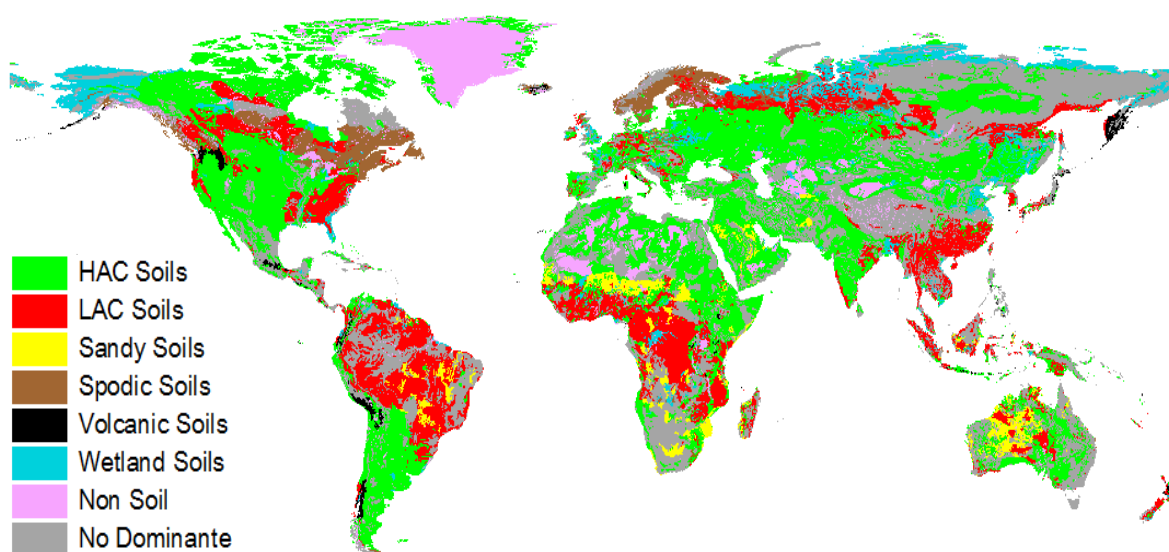 HAC Soils
LAC Soils
Sandy Soils
Spodic Soils
Volcanic Soils
Wetland Soils
Non Soil
No Dominante